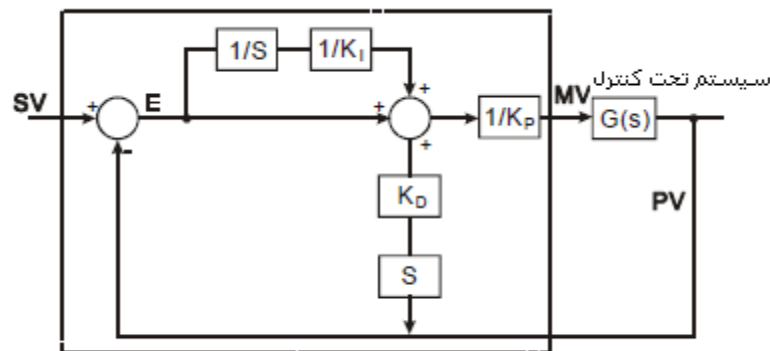 1/S
1/K_I
SV
+
E
+
+
+
-
1/K_P
MV
سیستم تحت کنترل
G(s)
K_D
PV
S